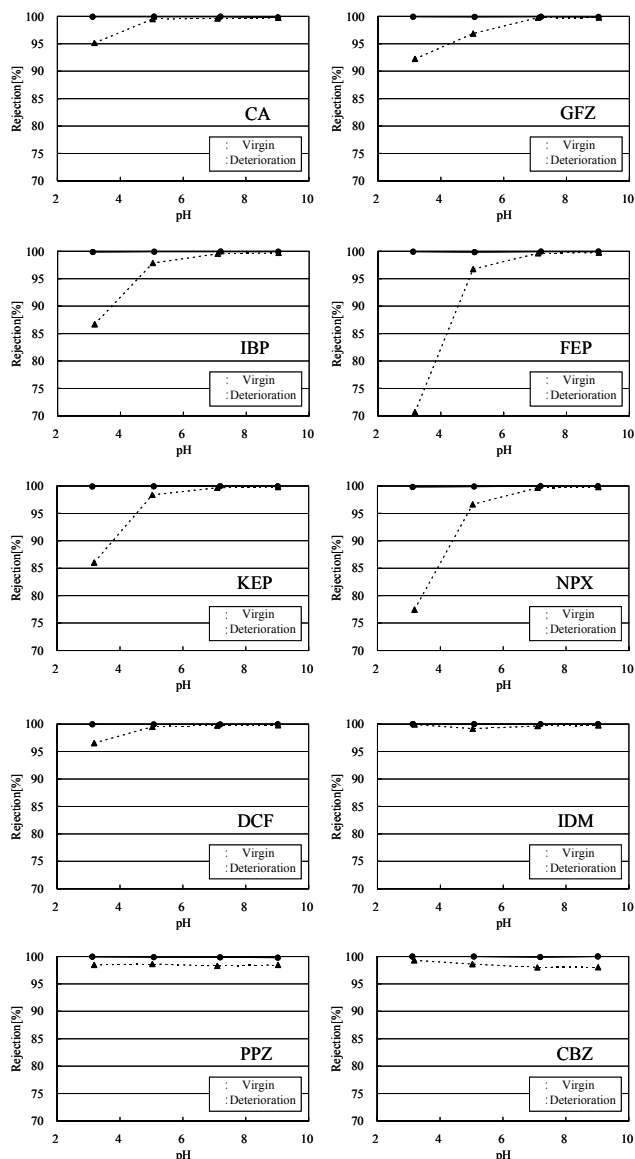 100
95
90
85
80
75
70
Rejection[%]
CA
: Virgin
: Deterioration
2 4 6 8 10
pH
100
95
90
85
80
75
70
Rejection[%]
GFZ
: Virgin
: Deterioration
2 4 6 8 10
pH
100
95
90
85
80
75
70
Rejection[%]
IBP
: Virgin
: Deterioration
2 4 6 8 10
pH
100
95
90
85
80
75
70
Rejection[%]
FEP
: Virgin
: Deterioration
2 4 6 8 10
pH
100
95
90
85
80
75
70
Rejection[%]
KEP
: Virgin
: Deterioration
2 4 6 8 10
pH
100
95
90
85
80
75
70
Rejection[%]
NPX
: Virgin
: Deterioration
2 4 6 8 10
pH
100
95
90
85
80
75
70
Rejection[%]
DCF
: Virgin
: Deterioration
2 4 6 8 10
pH
100
95
90
85
80
75
70
Rejection[%]
IDM
: Virgin
: Deterioration
2 4 6 8 10
pH
100
95
90
85
80
75
70
Rejection[%]
PPZ
: Virgin
: Deterioration
2 4 6 8 10
pH
100
95
90
85
80
75
70
Rejection[%]
CBZ
: Virgin
: Deterioration
2 4 6 8 10
pH